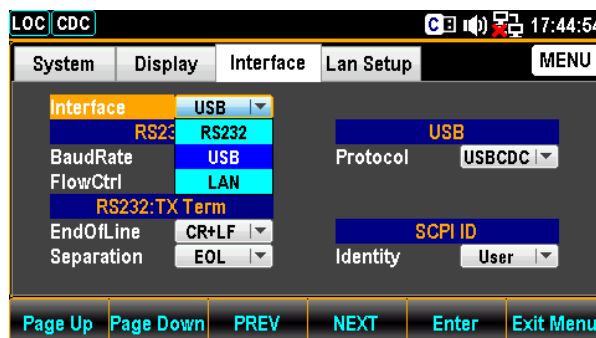 LOC CDC C 17:44:54
System Display Interface Lan Setup MENU
Interface USB
RS23 RS232 USB
BaudRate USB Protocol USBCDC
FlowCtrl LAN
RS232:TX Term
EndOfLine CR+LF SCPI ID
Separation EOL Identity User
Page Up Page Down PREV NEXT Enter Exit Menu